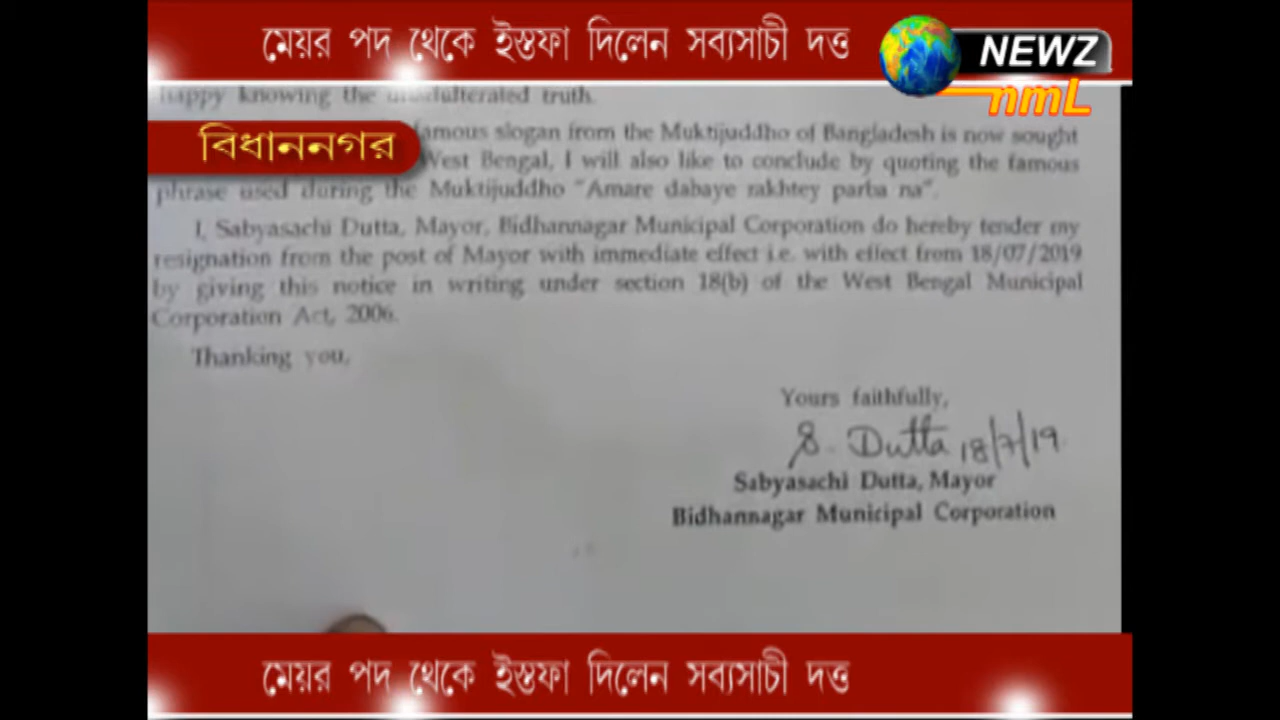 মেয়র পদ থেকে ইস্তফা দিলেন সব্যসাচী দত্ত
NEWZ
nmL
happy knowing the unadulterated truth.
বিধাননগর
famous slogan from the Muktijuddho of Bangladesh is now sought
West Bengal, I will also like to conclude by quoting the famous
phrase used during the Muktijuddho "Amare dabaye rakhtey parba na".
I, Sabyasachi Dutta, Mayor, Bidhannagar Municipal Corporation do hereby tender my
resignation from the post of Mayor with immediate effect i.e. with effect from 18/07/2019
by giving this notice in writing under section 18(b) of the West Bengal Municipal
Corporation Act, 2006.
Thanking you,
Yours faithfully,
S. Dutta 18/7/19
Sabyasachi Dutta, Mayor
Bidhannagar Municipal Corporation
মেয়র পদ থেকে ইস্তফা দিলেন সব্যসাচী দত্ত